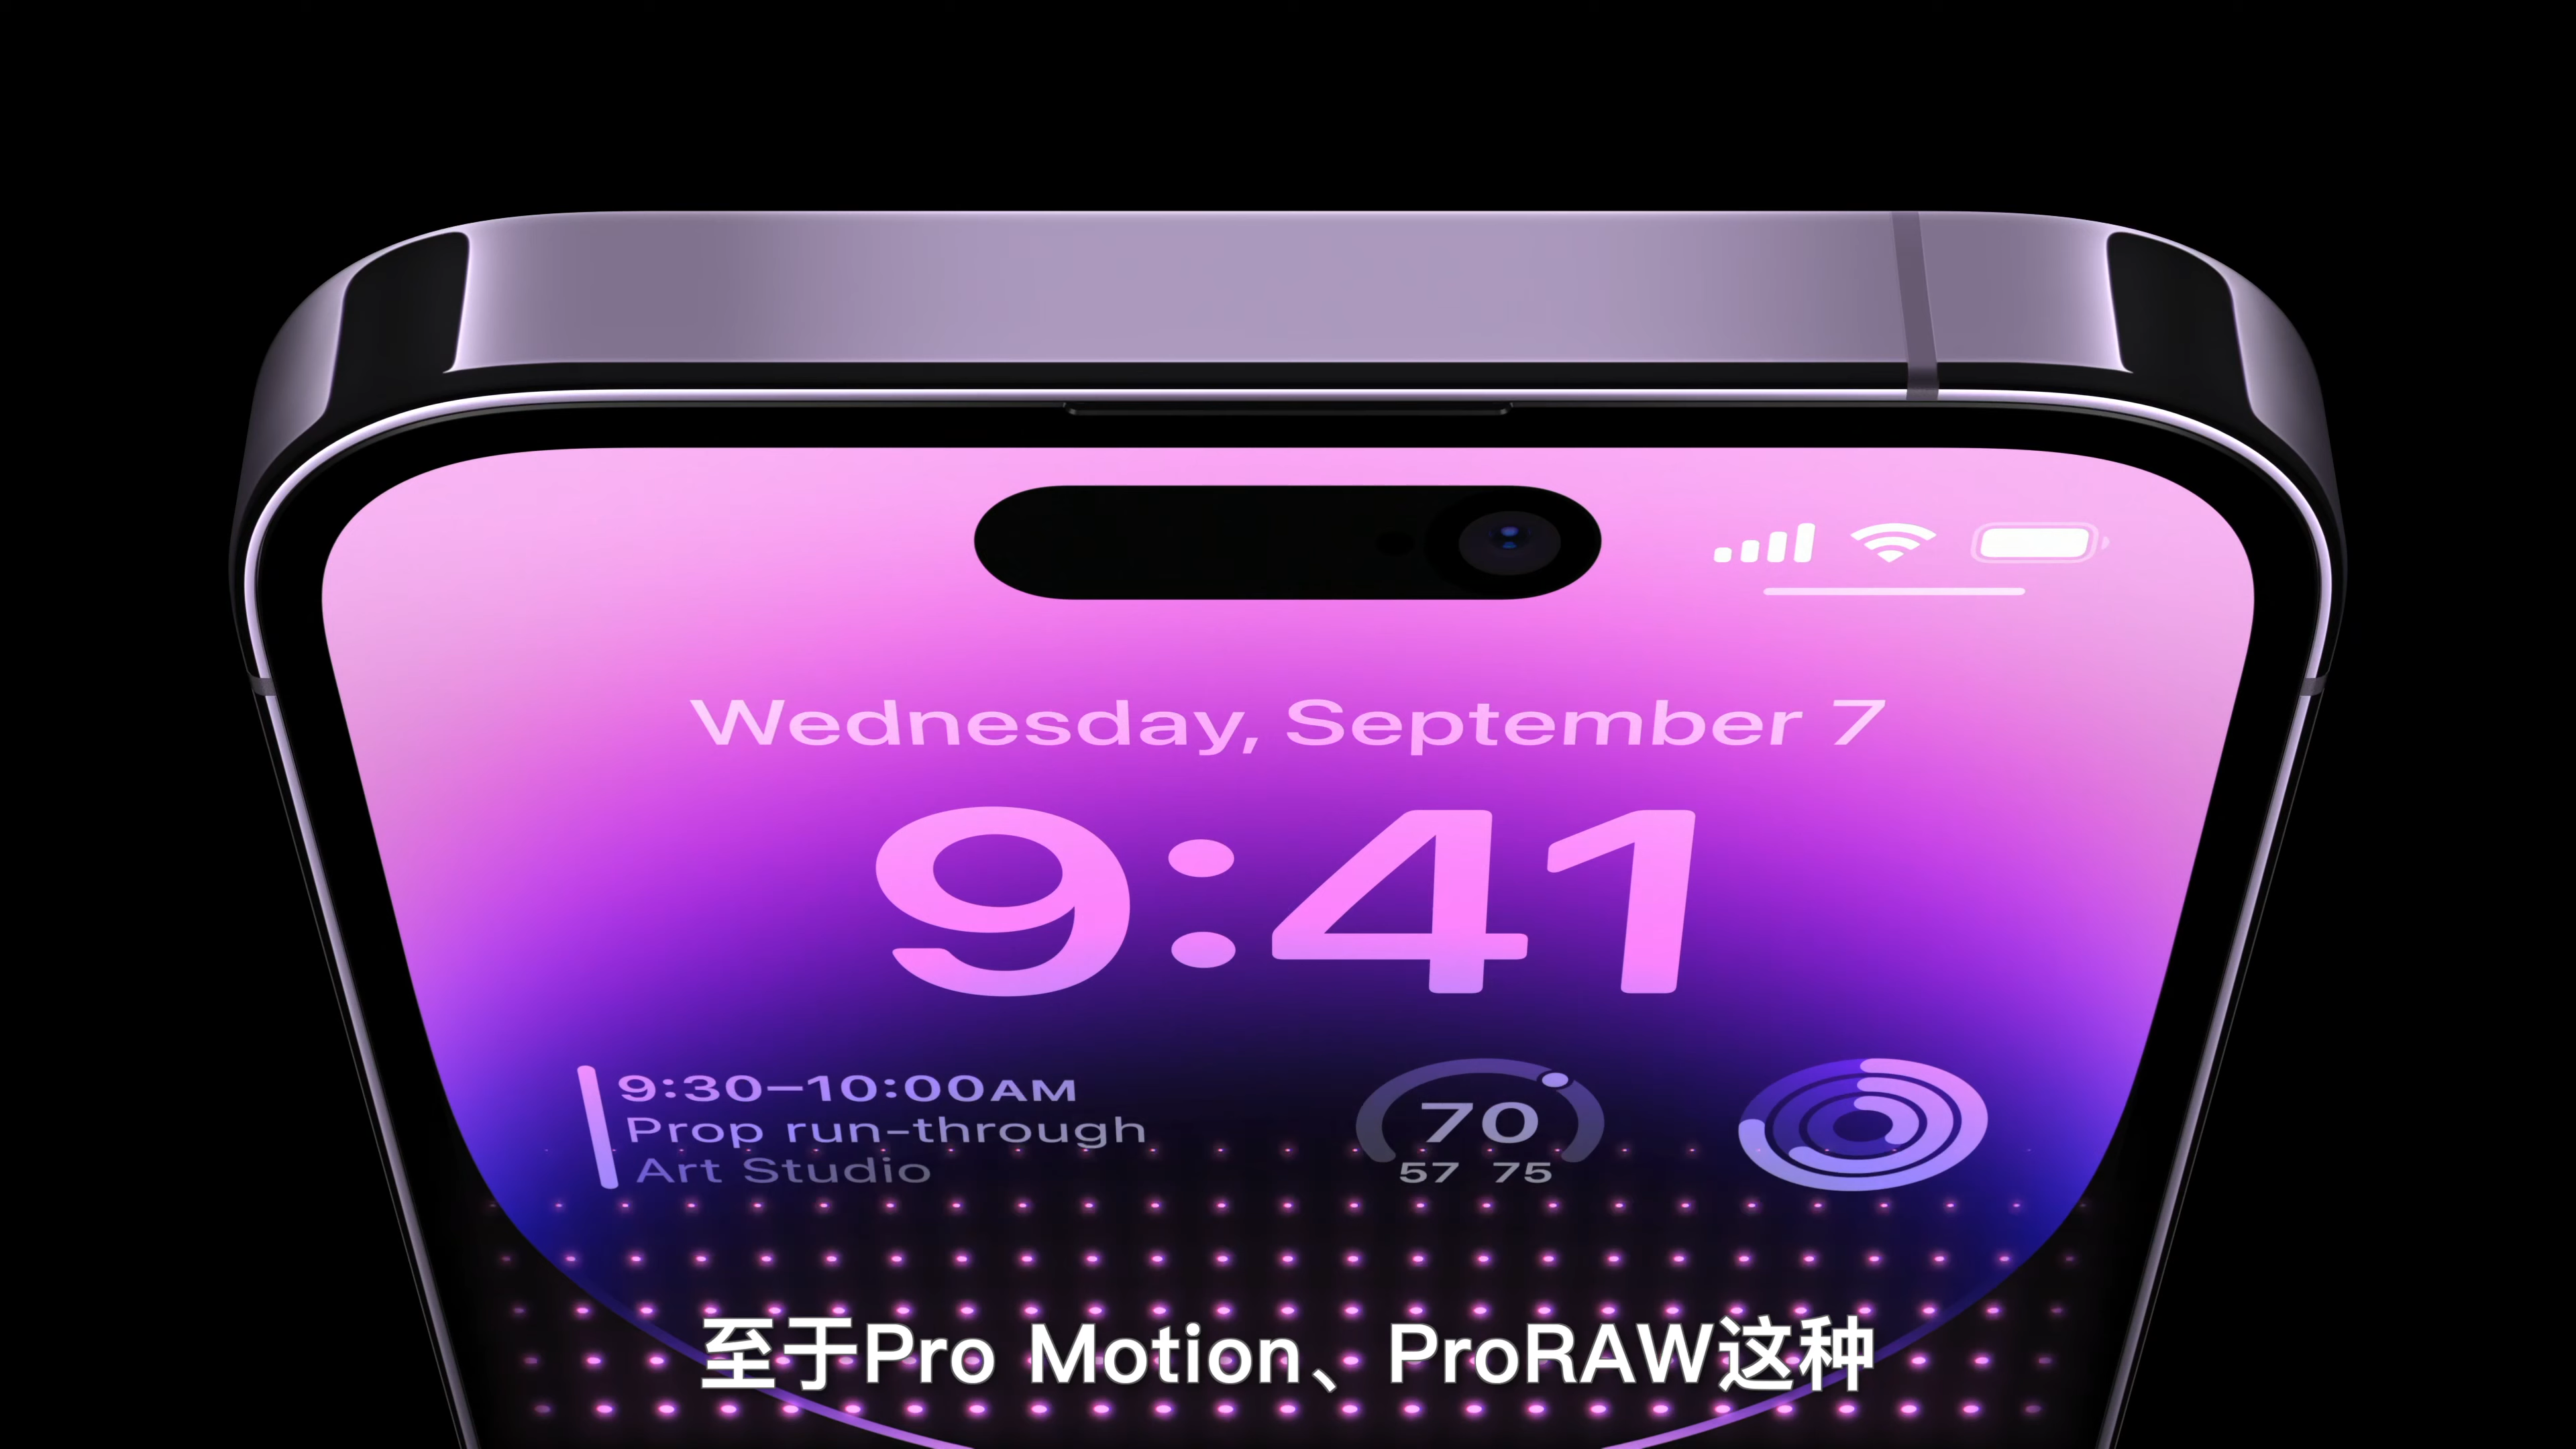 Wednesday, September 7
9:41
9:30–10:00AM
Prop run-through
Art Studio
70
57 75
至于Pro Motion、ProRAW这种